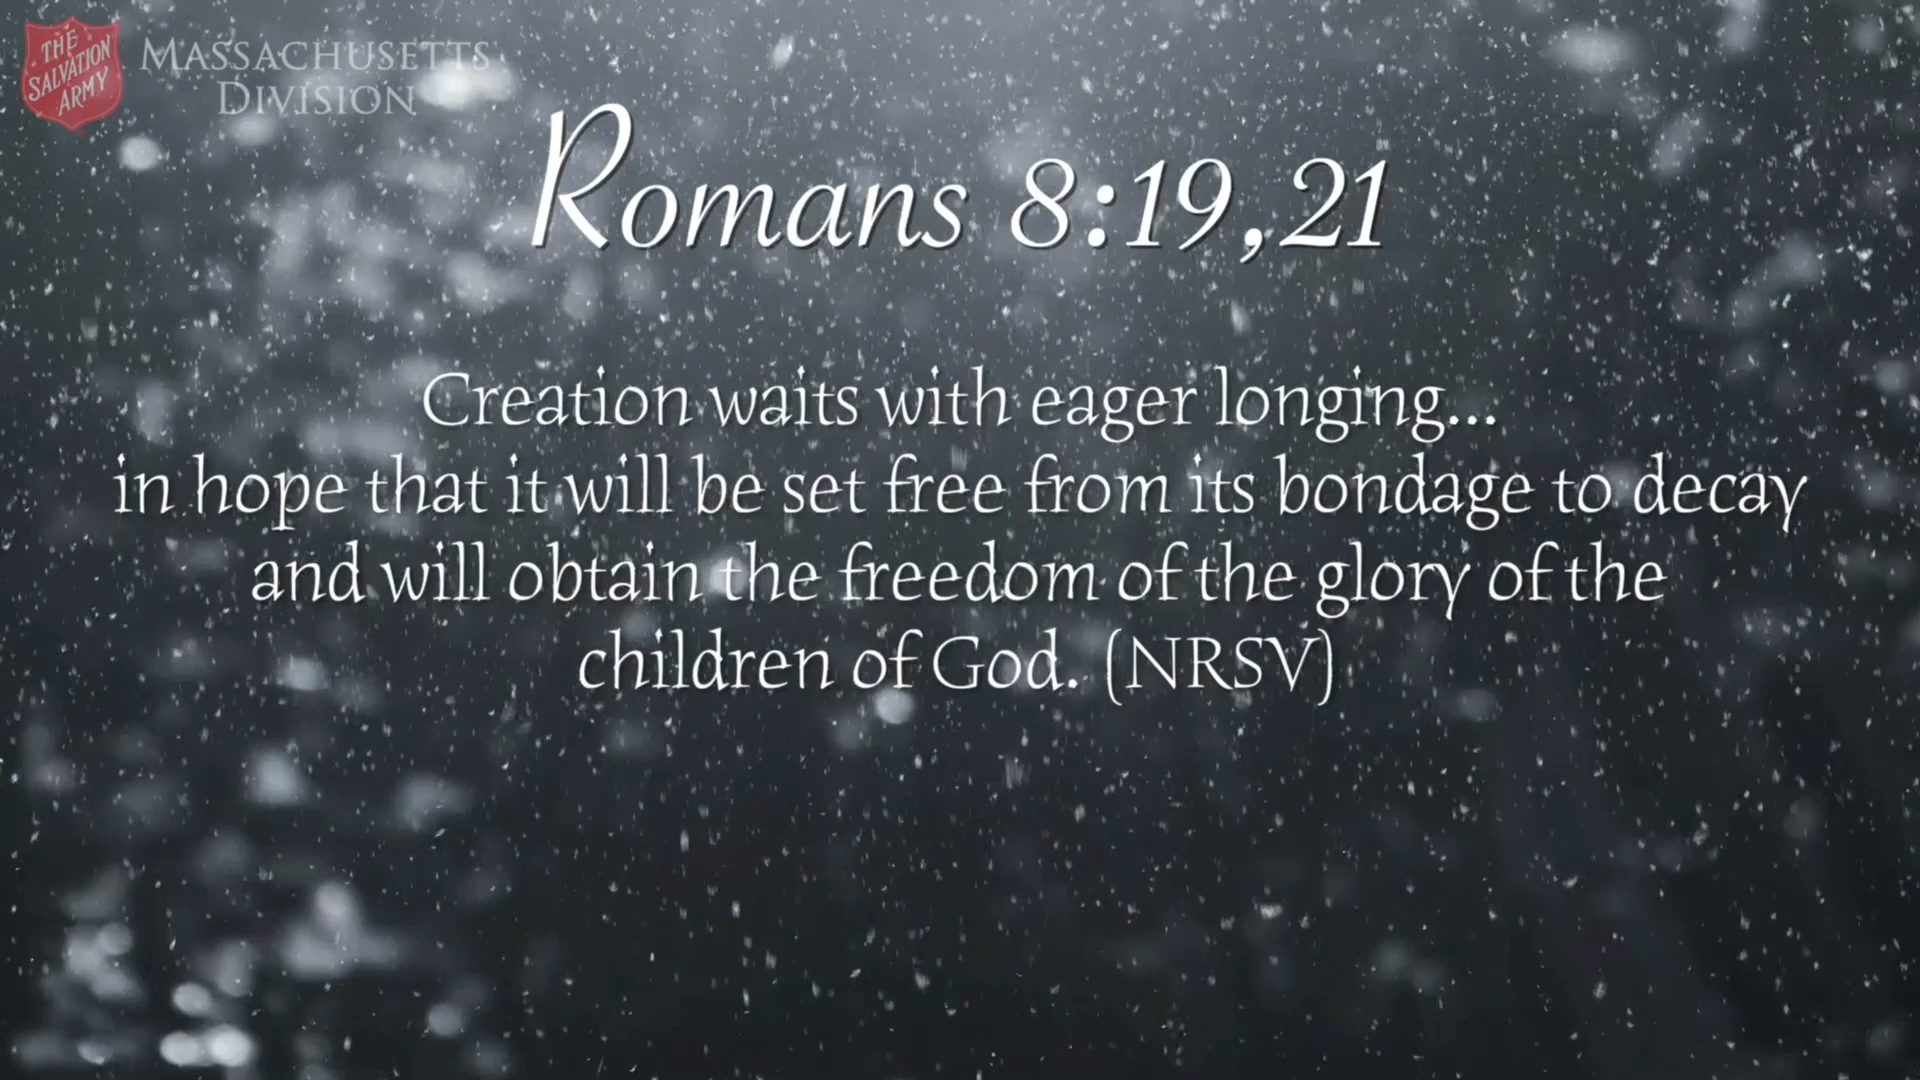 THE
SALVATION
ARMY
MASSACHUSETTS
DIVISION
Romans 8:19,21
Creation waits with eager longing...
in hope that it will be set free from its bondage to decay
and will obtain the freedom of the glory of the
children of God. (NRSV)